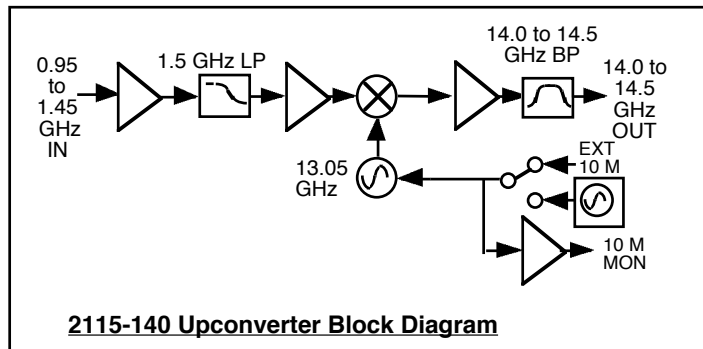 0.95
to
1.45
GHz
IN
1.5 GHz LP
14.0 to 14.5
GHz BP
14.0 to
14.5
GHz
OUT
13.05
GHz
EXT
10 M
10 M
MON
2115-140 Upconverter Block Diagram